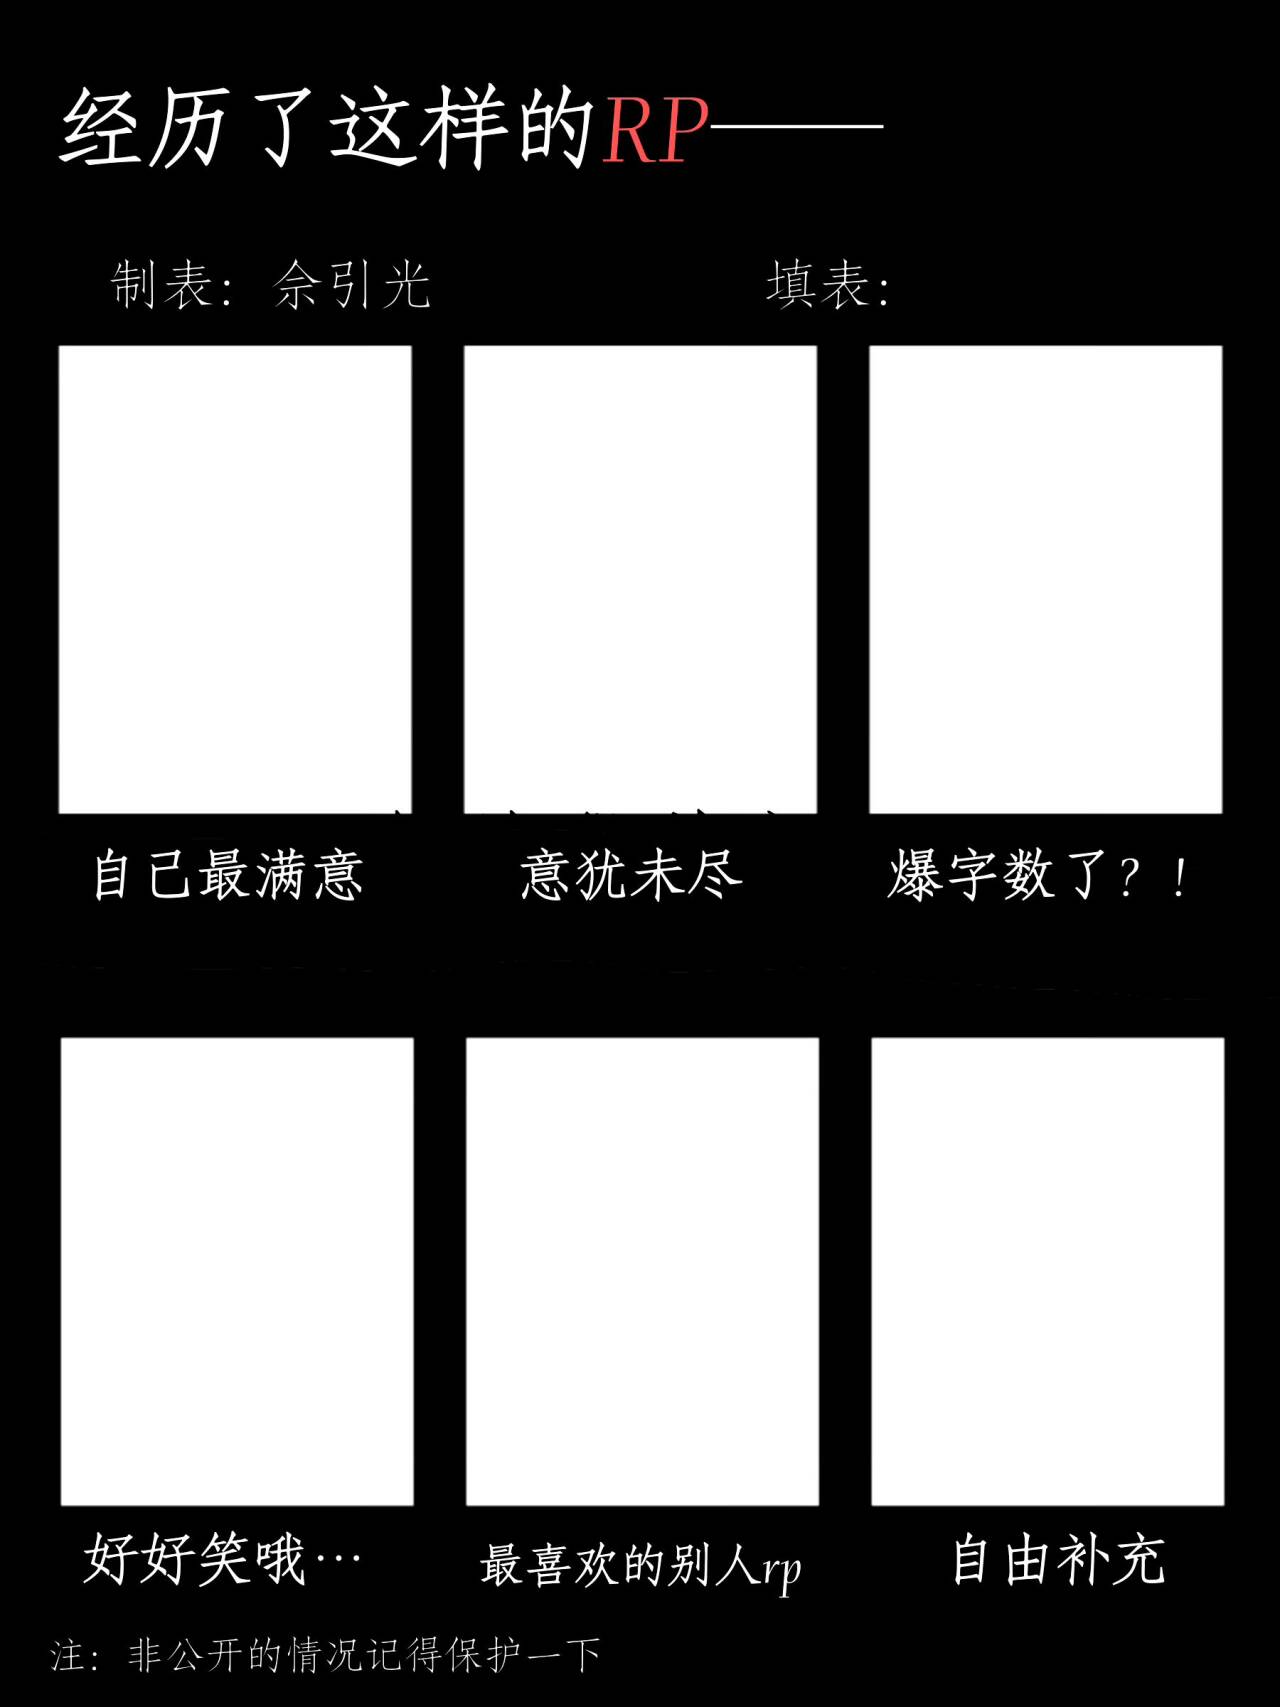 经历了这样的RP——
制表：佘引光
填表：
自己最满意
意犹未尽
爆字数了？！
好好笑哦…
最喜欢的别人rp
自由补充
注：非公开的情况记得保护一下